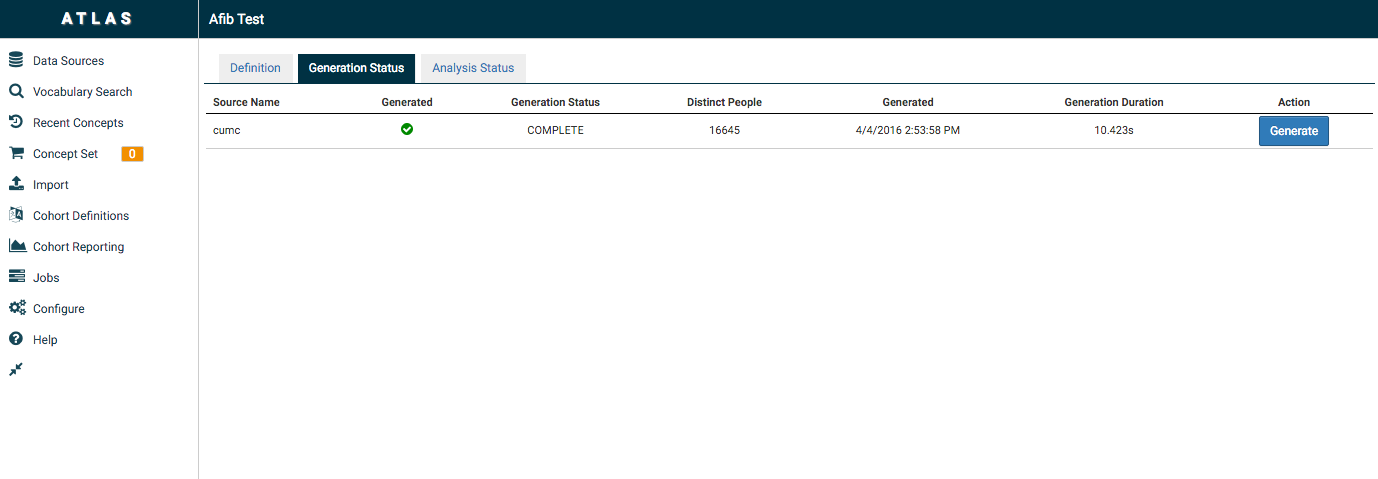 ATLAS
Afib Test
Data Sources
Vocabulary Search
Recent Concepts
Concept Set 0
Import
Cohort Definitions
Cohort Reporting
Jobs
Configure
Help
Definition Generation Status Analysis Status
Source Name Generated Generation Status Distinct People Generated Generation Duration Action
cumc COMPLETE 16645 4/4/2016 2:53:58 PM 10.423s Generate